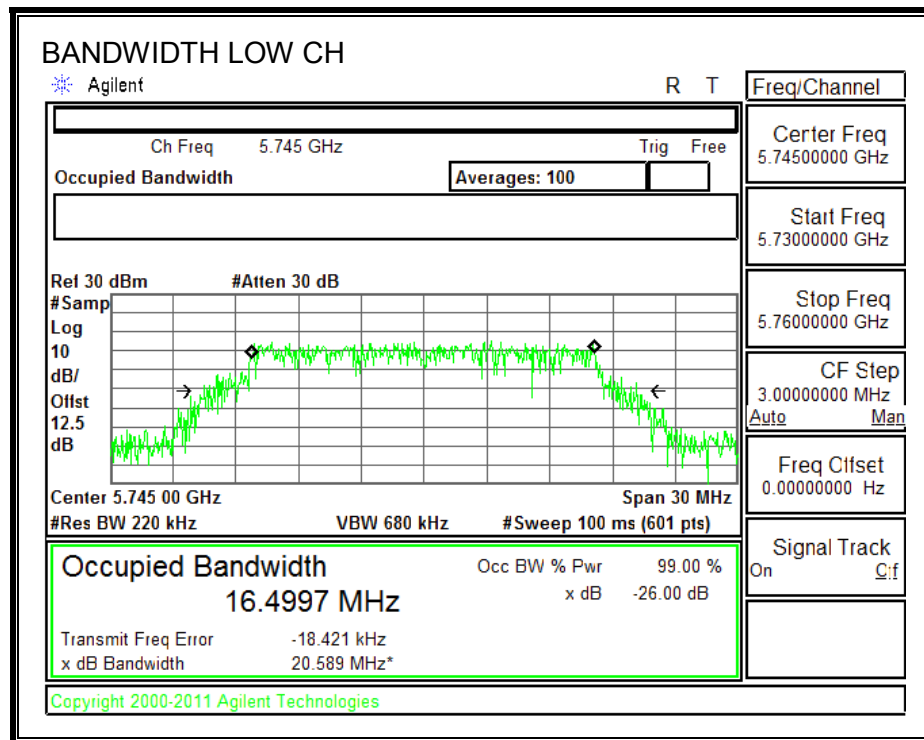 BANDWIDTH LOW CH
Agilent R T
Freq/Channel
Ch Freq 5.745 GHz Trig Free
Occupied Bandwidth Averages: 100
Center Freq
5.74500000 GHz
Start Freq
5.73000000 GHz
Stop Freq
5.76000000 GHz
CF Step
3.00000000 MHz
Auto Man
Freq Offset
0.00000000 Hz
Signal Track
On Off
Ref 30 dBm #Atten 30 dB
#Samp
Log
10
dB/
Offst
12.5
dB
Center 5.745 00 GHz Span 30 MHz
#Res BW 220 kHz VBW 680 kHz #Sweep 100 ms (601 pts)
Occupied Bandwidth Occ BW % Pwr 99.00 %
16.4997 MHz x dB -26.00 dB
Transmit Freq Error -18.421 kHz
x dB Bandwidth 20.589 MHz*
Copyright 2000-2011 Agilent Technologies